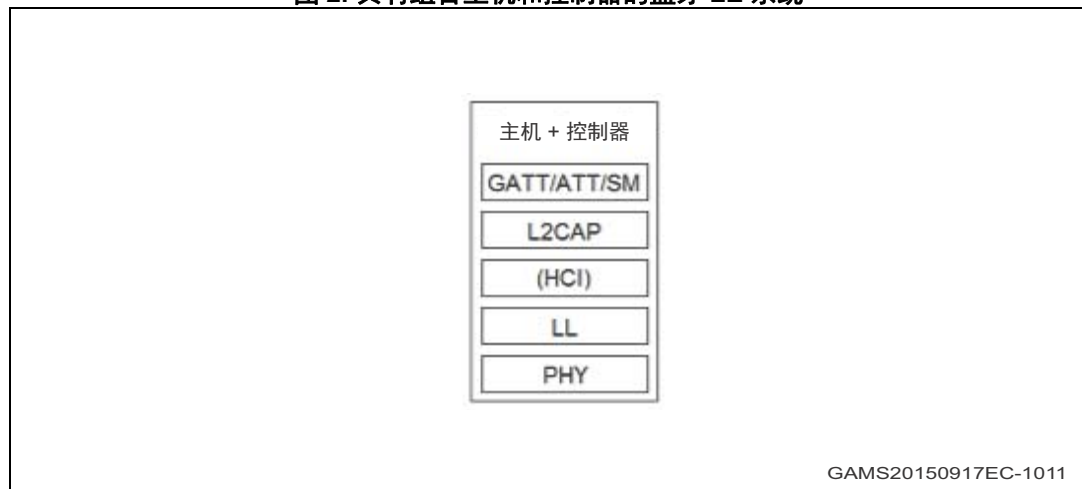 主机 + 控制器
GATT/ATT/SM
L2CAP
(HCI)
LL
PHY
GAMS20150917EC-1011